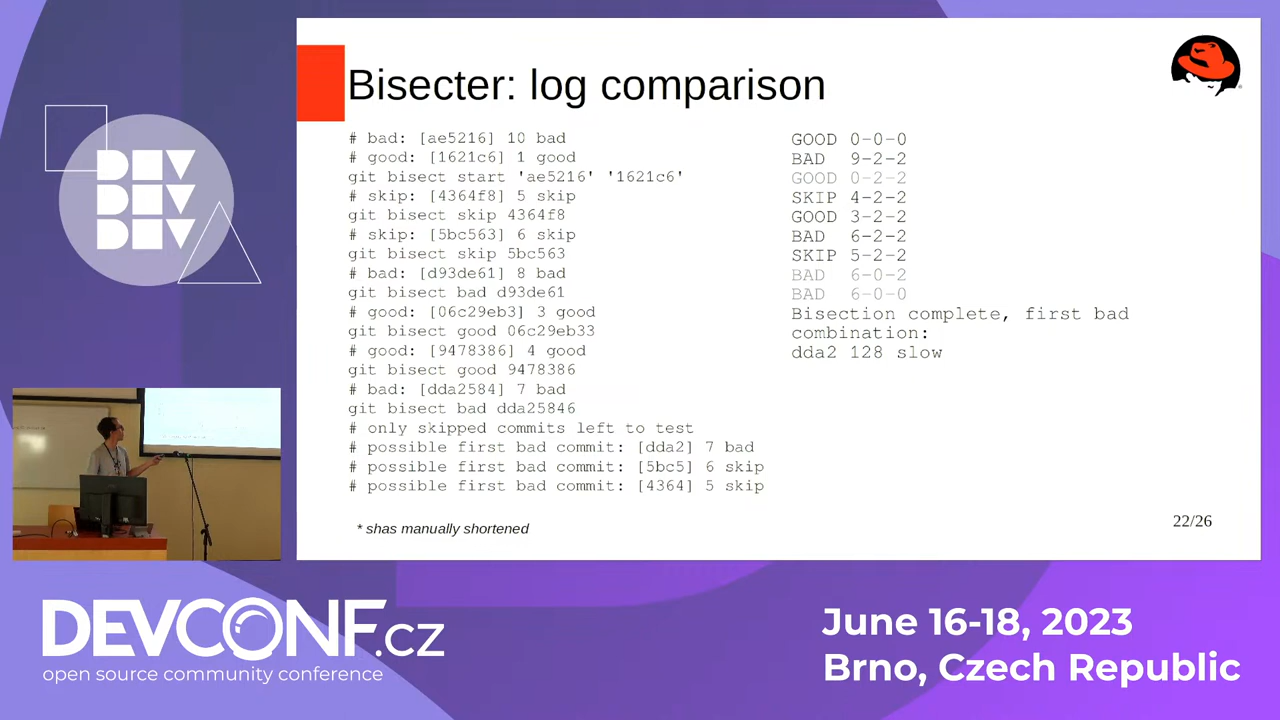 Bisecter: log comparison
# bad: [ae5216] 10 bad
# good: [1621c6] 1 good
git bisect start 'ae5216' '1621c6'
# skip: [4364f8] 5 skip
git bisect skip 4364f8
# skip: [5bc563] 6 skip
git bisect skip 5bc563
# bad: [d93de61] 8 bad
git bisect bad d93de61
# good: [06c29eb3] 3 good
git bisect good 06c29eb33
# good: [9478386] 4 good
git bisect good 9478386
# bad: [dda2584] 7 bad
git bisect bad dda25846
# only skipped commits left to test
# possible first bad commit: [dda2] 7 bad
# possible first bad commit: [5bc5] 6 skip
# possible first bad commit: [4364] 5 skip
* shas manually shortened
GOOD 0-0-0
BAD 9-2-2
GOOD 0-2-2
SKIP 4-2-2
GOOD 3-2-2
BAD 6-2-2
SKIP 5-2-2
BAD 6-0-2
BAD 6-0-0
Bisection complete, first bad
combination:
dda2 128 slow
22/26
DEV
DEV
DEV
DEVCONF.cz
open source community conference
June 16-18, 2023
Brno, Czech Republic